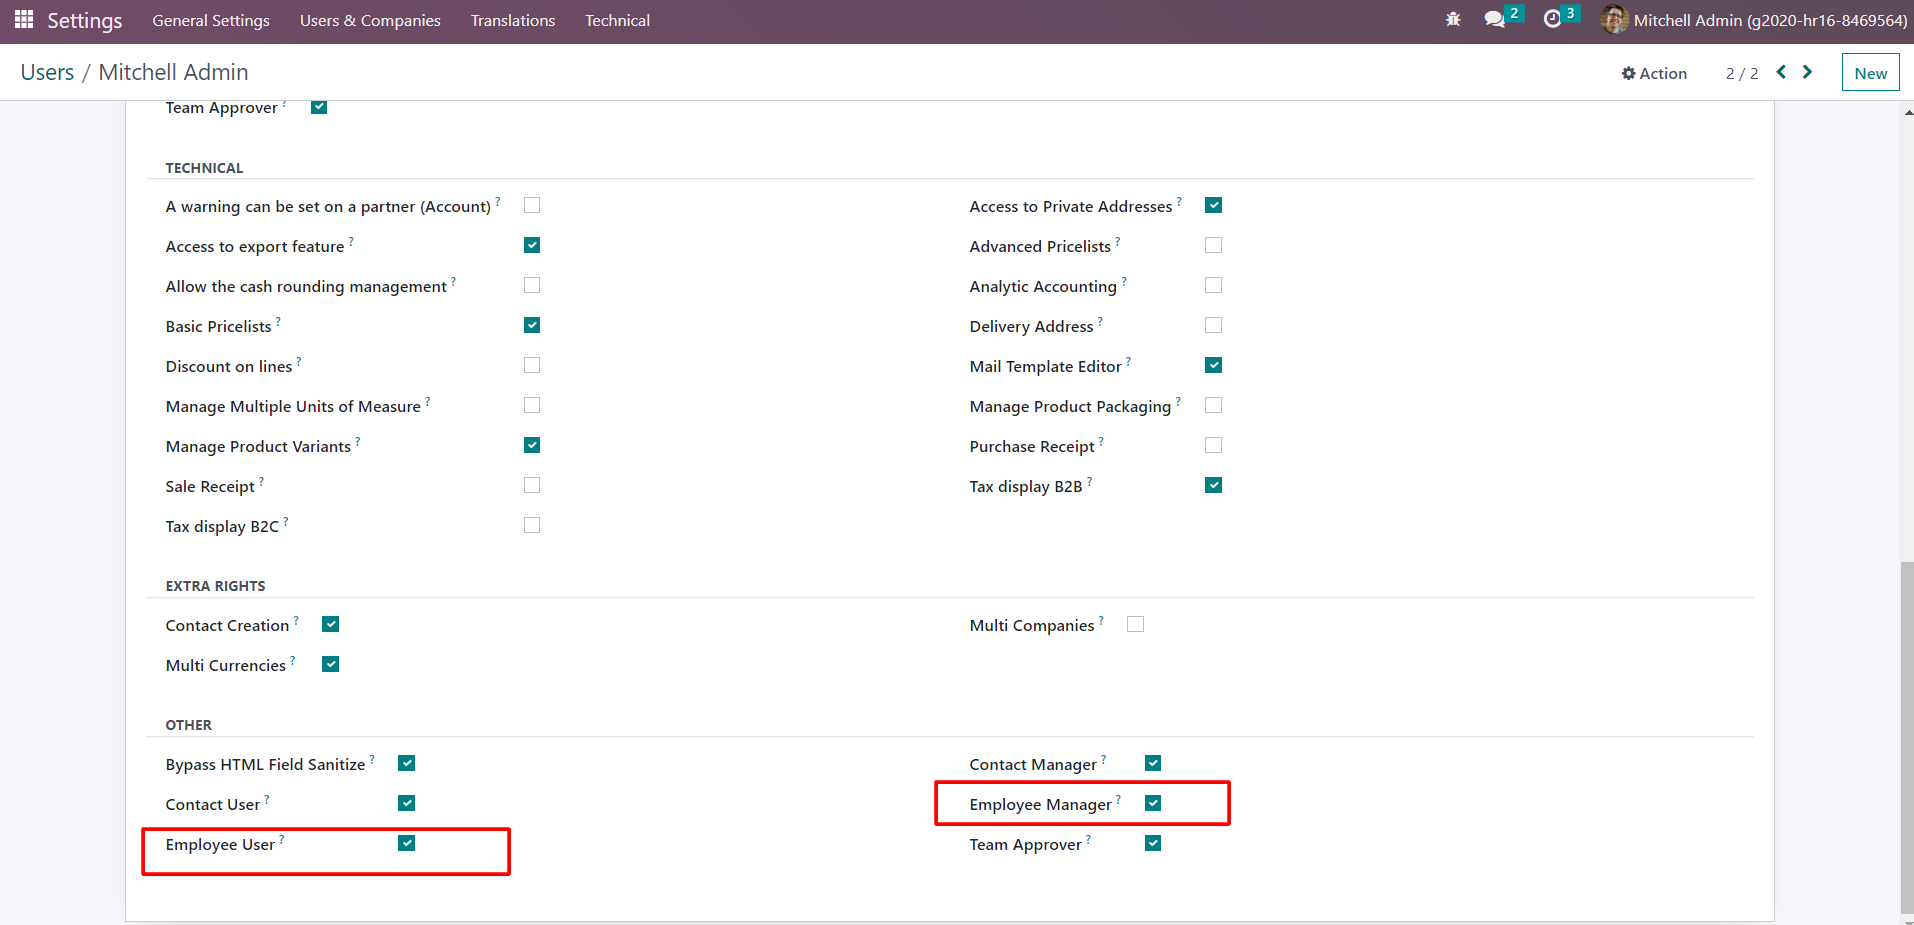 Settings General Settings Users & Companies Translations Technical 2 3 Mitchell Admin (g2020-hr16-8469564)
Users / Mitchell Admin Action 2 / 2 New
Team Approver ?
TECHNICAL
A warning can be set on a partner (Account) ? Access to Private Addresses ?
Access to export feature ? Advanced Pricelists ?
Allow the cash rounding management ? Analytic Accounting ?
Basic Pricelists ? Delivery Address ?
Discount on lines ? Mail Template Editor ?
Manage Multiple Units of Measure ? Manage Product Packaging ?
Manage Product Variants ? Purchase Receipt ?
Sale Receipt ? Tax display B2B ?
Tax display B2C ?
EXTRA RIGHTS
Contact Creation ? Multi Companies ?
Multi Currencies ?
OTHER
Bypass HTML Field Sanitize ? Contact Manager ?
Contact User ? Employee Manager ?
Employee User ? Team Approver ?